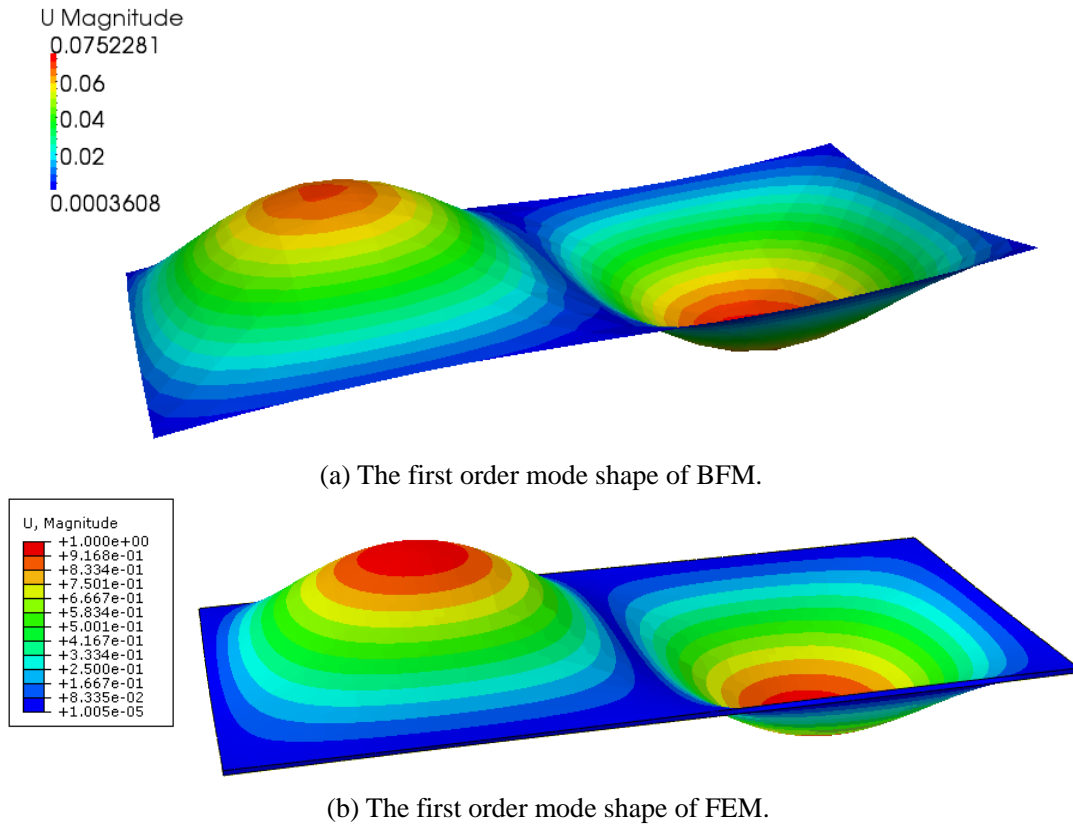 U Magnitude
0.0752281
0.06
0.04
0.02
0.0003608
(a) The first order mode shape of BFM.
U, Magnitude
+1.000e+00
+9.168e-01
+8.334e-01
+7.501e-01
+6.667e-01
+5.834e-01
+5.001e-01
+4.167e-01
+3.334e-01
+2.500e-01
+1.667e-01
+8.335e-02
+1.005e-05
(b) The first order mode shape of FEM.